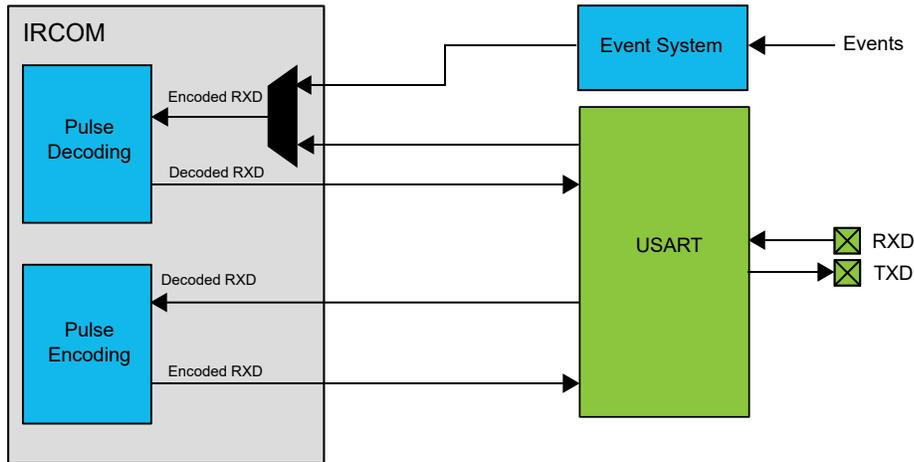 IRCOM
Event System
Events
Encoded RXD
Pulse
Decoding
Decoded RXD
USART
RXD
TXD
Decoded RXD
Pulse
Encoding
Encoded RXD